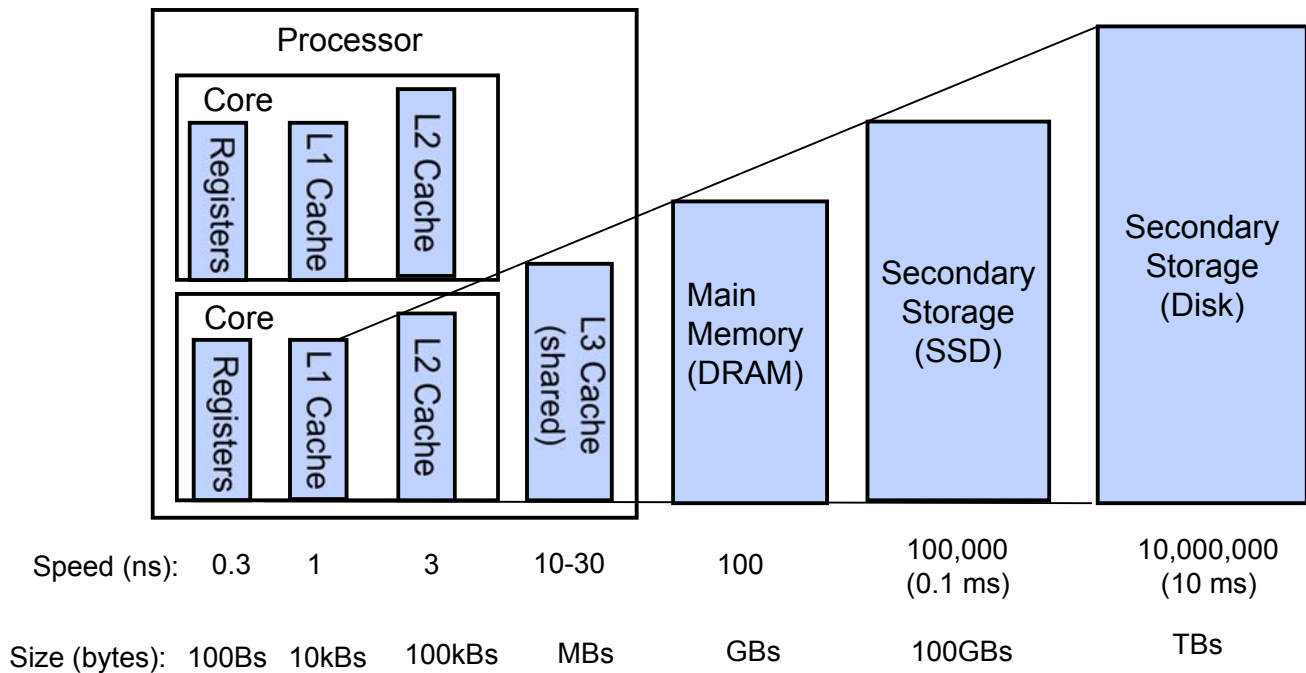 Processor
Core
Registers
L1 Cache
L2 Cache
Core
Registers
L1 Cache
L2 Cache
L3 Cache
(shared)
Main
Memory
(DRAM)
Secondary
Storage
(SSD)
Secondary
Storage
(Disk)
Speed (ns): 0.3 1 3 10-30 100 100,000 10,000,000
(0.1 ms) (10 ms)
Size (bytes): 100Bs 10kBs 100kBs MBs GBs 100GBs TBs